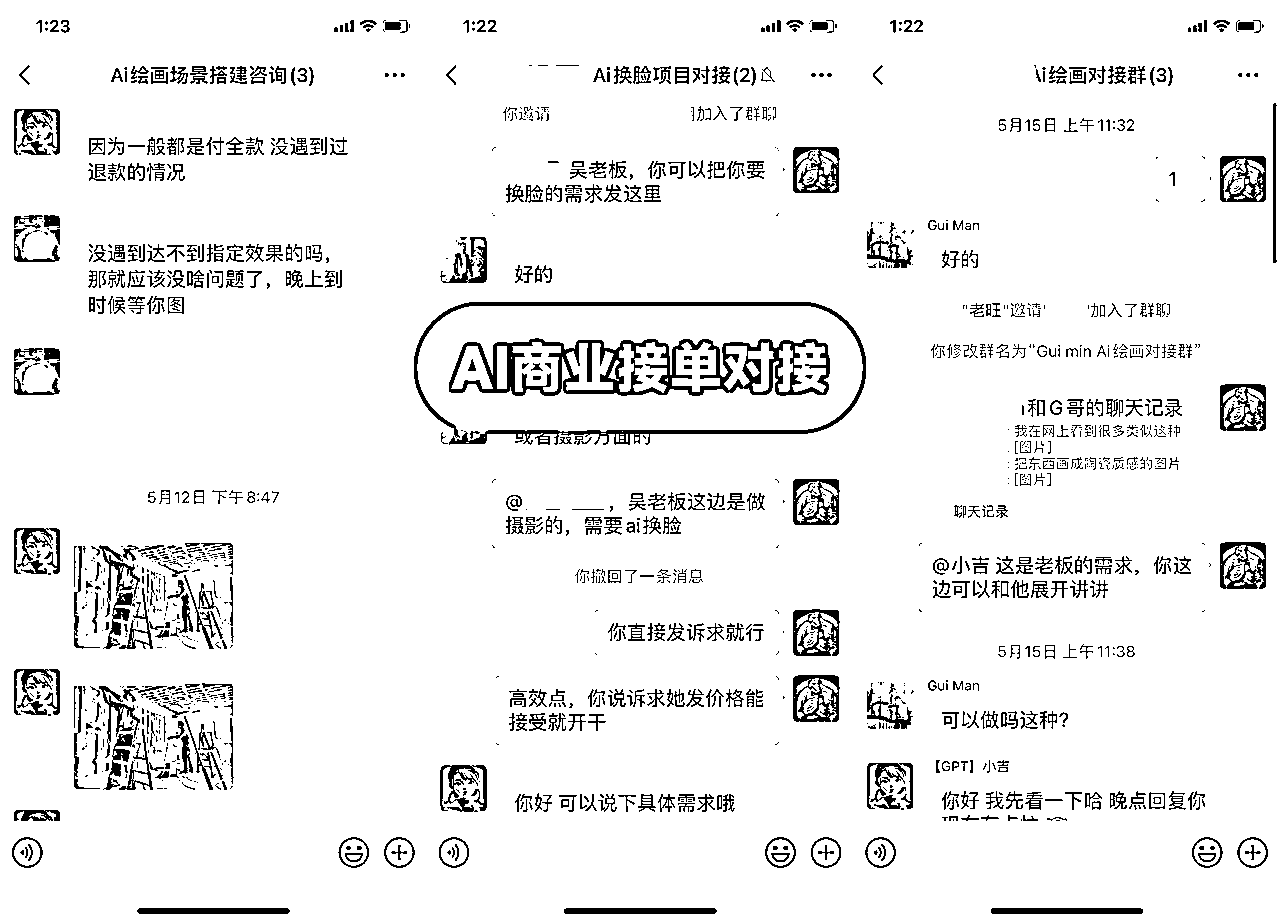 1:23
Ai绘画场景搭建咨询(3)
因为一般都是付全款 没遇到过
退款的情况
没遇到达不到指定效果的吗，
那就应该没啥问题了，晚上到
时候等你图
5月12日 下午8:47
1:22
Ai换脸项目对接(2)
你邀请
加入了群聊
吴老板，你可以把你要
换脸的需求发这里
好的
AI商业接单对接
或者摄影方面的
@
，吴老板这边是做
摄影的，需要ai换脸
你撤回了一条消息
你直接发诉求就行
高效点，你说诉求她发价格能
接受就开干
你好 可以说下具体需求哦
1:22
i绘画对接群(3)
5月15日 上午11:32
1
Gui Man
好的
"老旺"邀请"
"加入了群聊
你修改群名为“Gui min Ai绘画对接群”
和G哥的聊天记录
: 我在网上看到很多类似这种
: [图片]
: 把东西画成陶瓷质感的图片
: [图片]
聊天记录
@小吉 这是老板的需求，你这
边可以和他展开讲讲
5月15日 上午11:38
Gui Man
可以做吗这种?
【GPT】小吉
你好 我先看一下哈 晚点回复你